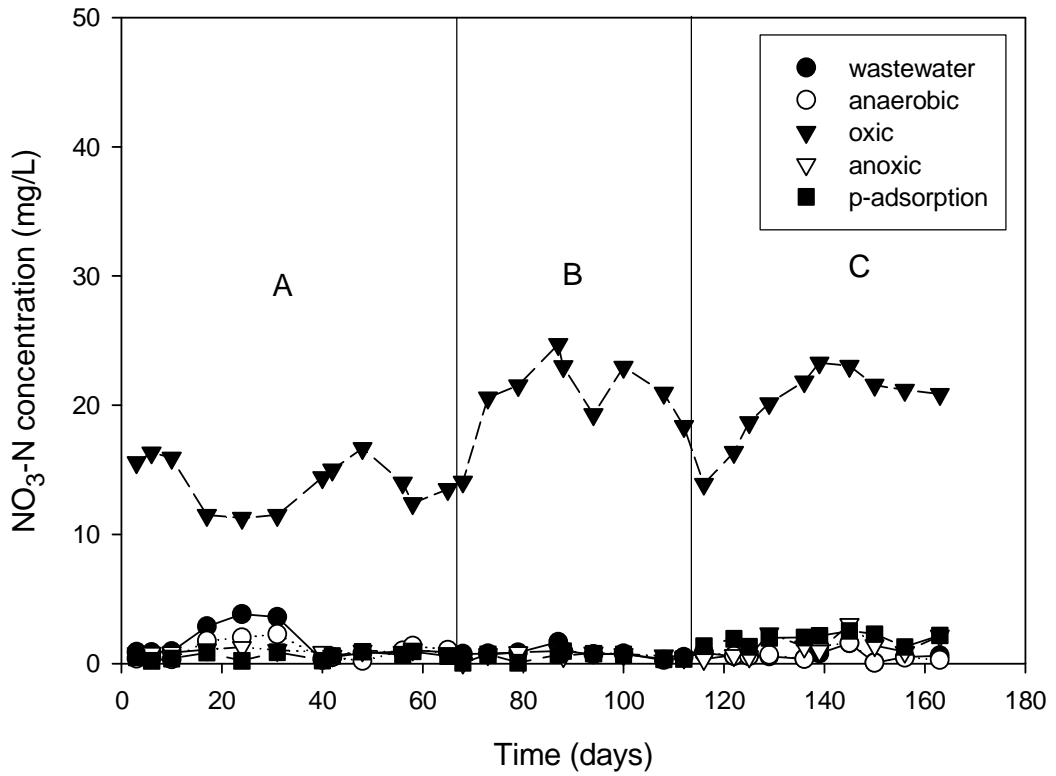 50
40
30
20
10
0
NO3-N concentration (mg/L)
A
B
C
wastewater
anaerobic
oxic
anoxic
p-adsorption
0 20 40 60 80 100 120 140 160 180
Time (days)